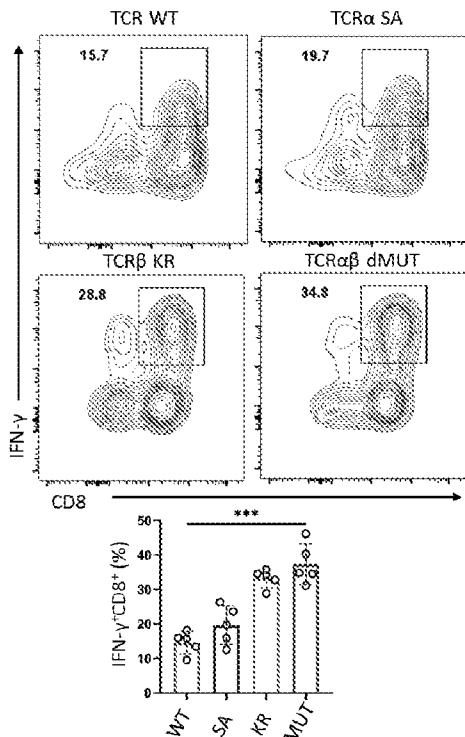 TCR WT TCRα SA
15.7 19.7
TCRβ KR TCRαβ dMUT
28.8 34.8
IFN-γ
CD8
***
IFN-γ⁺CD8⁺ (%)
50
40
30
20
10
0
WT SA KR MUT